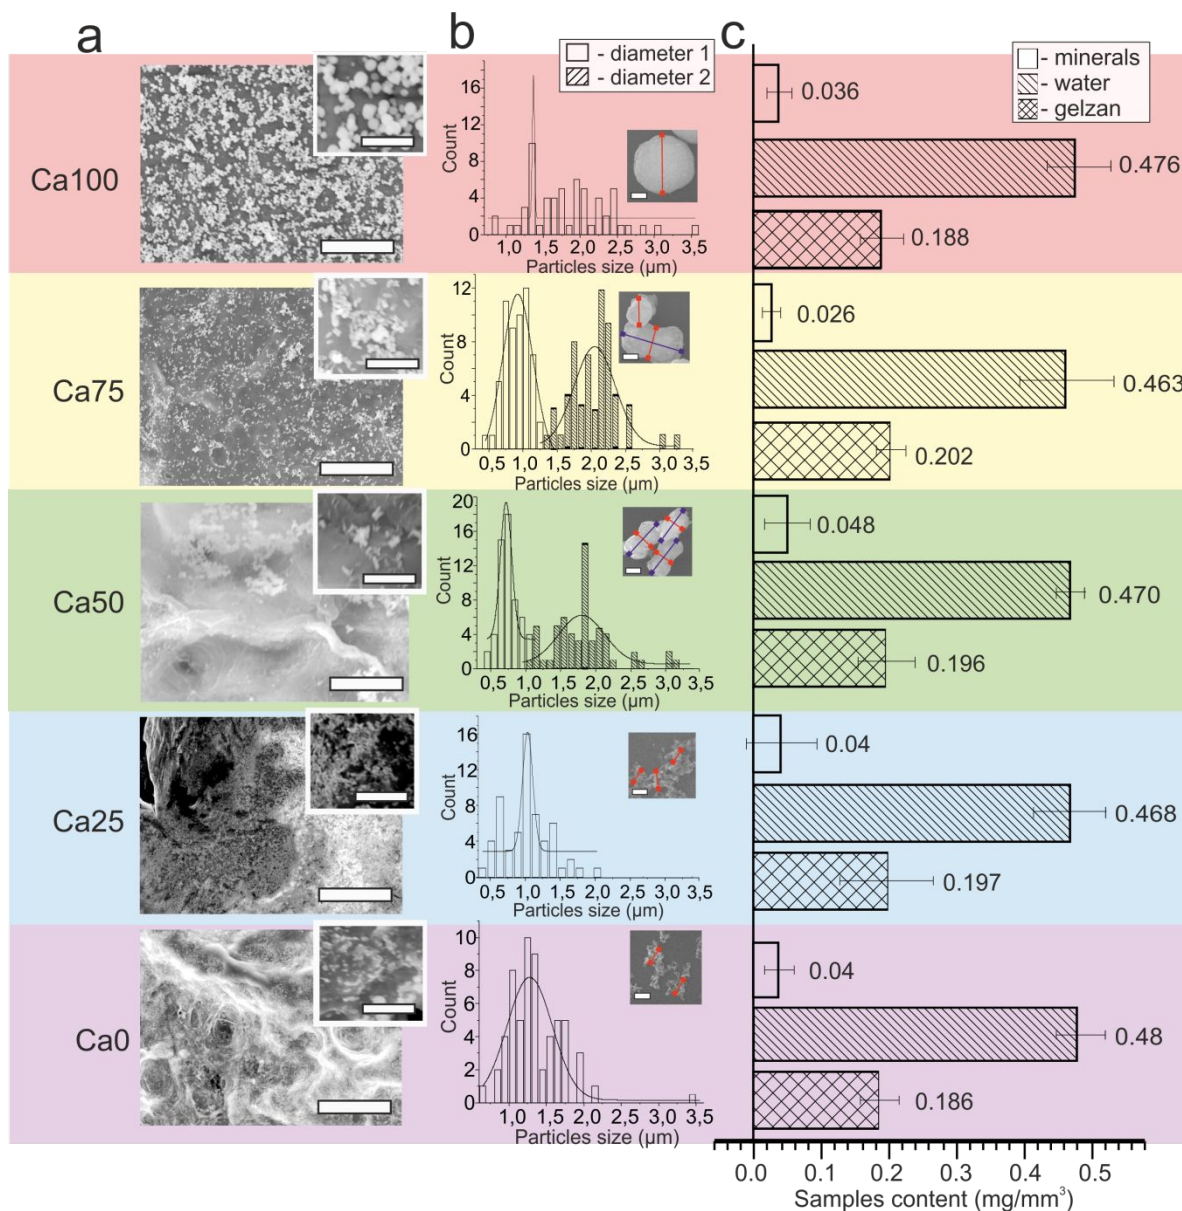 a
b
c
- diameter 1
- diameter 2
- minerals
- water
- gelzan
Ca100
Count
16
12
8
4
0
1,0 1,5 2,0 2,5 3,0 3,5
Particles size (µm)
0.036
0.476
0.188
Ca75
Count
12
8
4
0
0,5 1,0 1,5 2,0 2,5 3,0 3,5
Particles size (µm)
0.026
0.463
0.202
Ca50
Count
20
16
12
8
4
0
0,5 1,0 1,5 2,0 2,5 3,0 3,5
Particles size (µm)
0.048
0.470
0.196
Ca25
Count
16
12
8
4
0
0,5 1,0 1,5 2,0 2,5 3,0 3,5
Particles size (µm)
0.04
0.468
0.197
Ca0
Count
10
8
6
4
2
0
1,0 1,5 2,0 2,5 3,0 3,5
Particles size (µm)
0.04
0.48
0.186
0.0 0.1 0.2 0.3 0.4 0.5
Samples content (mg/mm³)